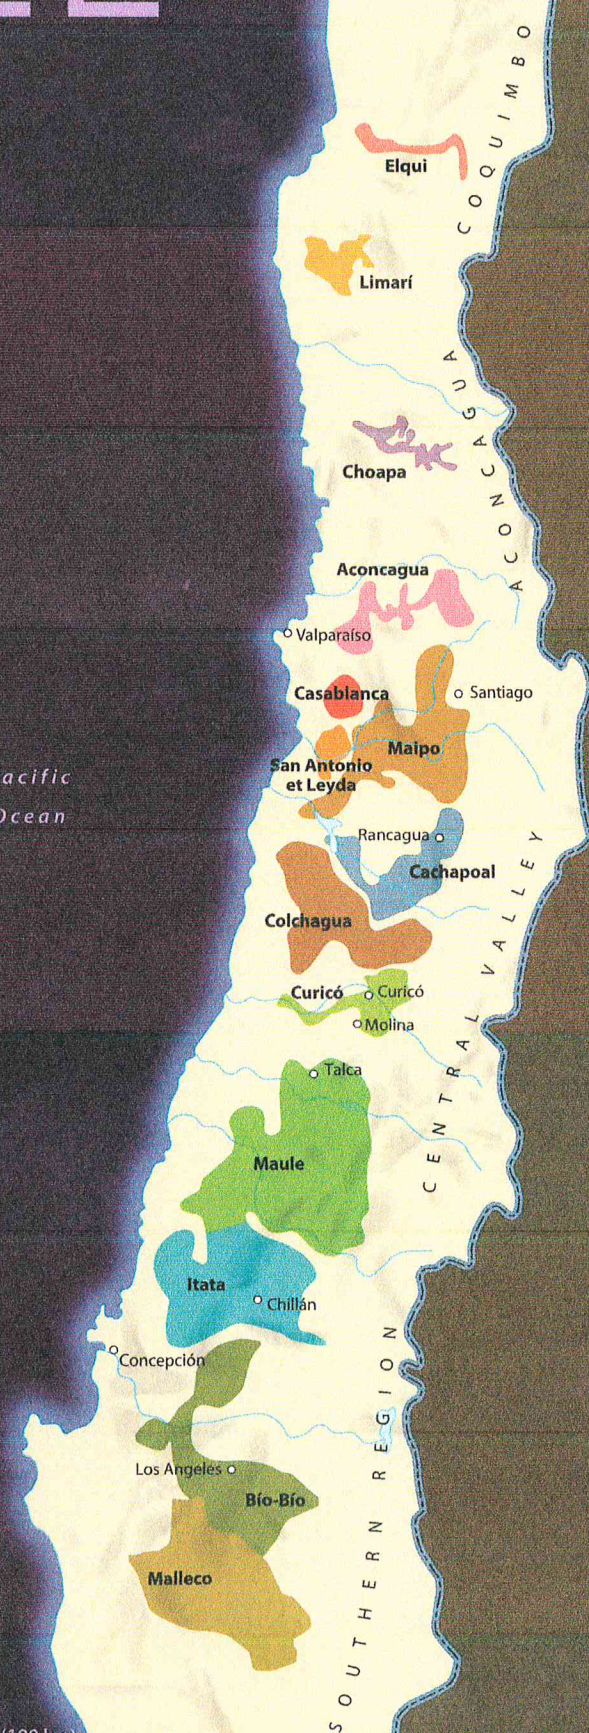 COQUIMBO
Elqui
Limarí
ACONCAGUA
Choapa
Aconcagua
Valparaíso
Casablanca
Santiago
Maipo
San Antonio
et Leyda
acific
Ocean
Rancagua
Cachapoal
CENTRAL VALLEY
Colchagua
Curicó
Curicó
Molina
Talca
Maule
Itata
Chillán
Concepción
SOUTHERN REGION
Los Angeles
Bío-Bío
Malleco